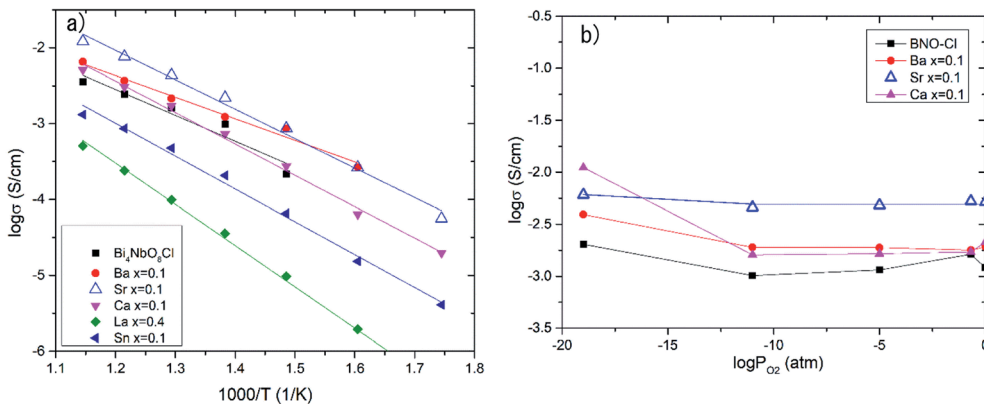 a)
-2
-3
-4
-5
-6
logσ (S/cm)
Bi₄NbO₈Cl
Ba x=0.1
Sr x=0.1
Ca x=0.1
La x=0.4
Sn x=0.1
1.1 1.2 1.3 1.4 1.5 1.6 1.7 1.8
1000/T (1/K)
b)
-0.5
-1.0
-1.5
-2.0
-2.5
-3.0
-3.5
logσ (S/cm)
BNO-Cl
Ba x=0.1
Sr x=0.1
Ca x=0.1
-20 -15 -10 -5 0
logP_O2 (atm)